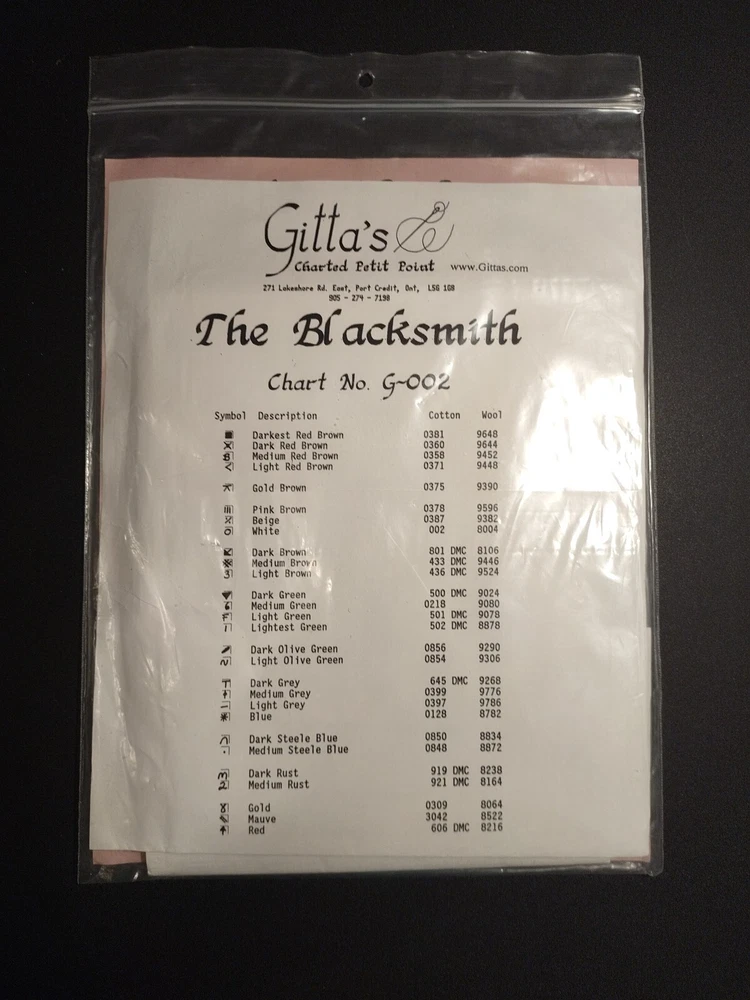 Gitta's
Charted Petit Point www.Gittas.com
271 Lakeshore Rd. East, Port Credit, Ont, L5G 1G8
905 - 274 - 7198
The Blacksmith
Chart No. G-002
Symbol Description Cotton Wool
Darkest Red Brown 0381 9648
Dark Red Brown 0360 9644
Medium Red Brown 0358 9452
Light Red Brown 0371 9448
Gold Brown 0375 9390
Pink Brown 0378 9596
Beige 0387 9382
White 002 8004
Dark Brown 801 DMC 8106
Medium Brown 433 DMC 9446
3 Light Brown 436 DMC 9524
Dark Green 500 DMC 9024
Medium Green 0218 9080
F Light Green 501 DMC 9078
Lightest Green 502 DMC 8878
Dark Olive Green 0856 9290
N Light Olive Green 0854 9306
T Dark Grey 645 DMC 9268
Medium Grey 0399 9776
Light Grey 0397 9786
Blue 0128 8782
Dark Steele Blue 0850 8834
Medium Steele Blue 0848 8872
m Dark Rust 919 DMC 8238
2 Medium Rust 921 DMC 8164
Gold 0309 8064
Mauve 3042 8522
Red 606 DMC 8216